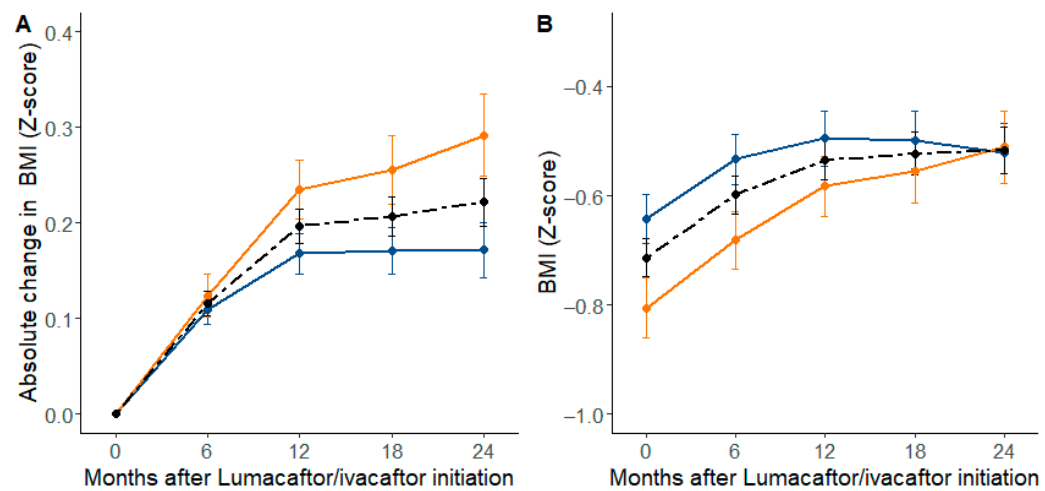 A
Absolute change in BMI (Z-score)
0.4
0.3
0.2
0.1
0.0
0 6 12 18 24
Months after Lumacaftor/ivacaftor initiation
B
BMI (Z-score)
−0.4
−0.6
−0.8
−1.0
0 6 12 18 24
Months after Lumacaftor/ivacaftor initiation